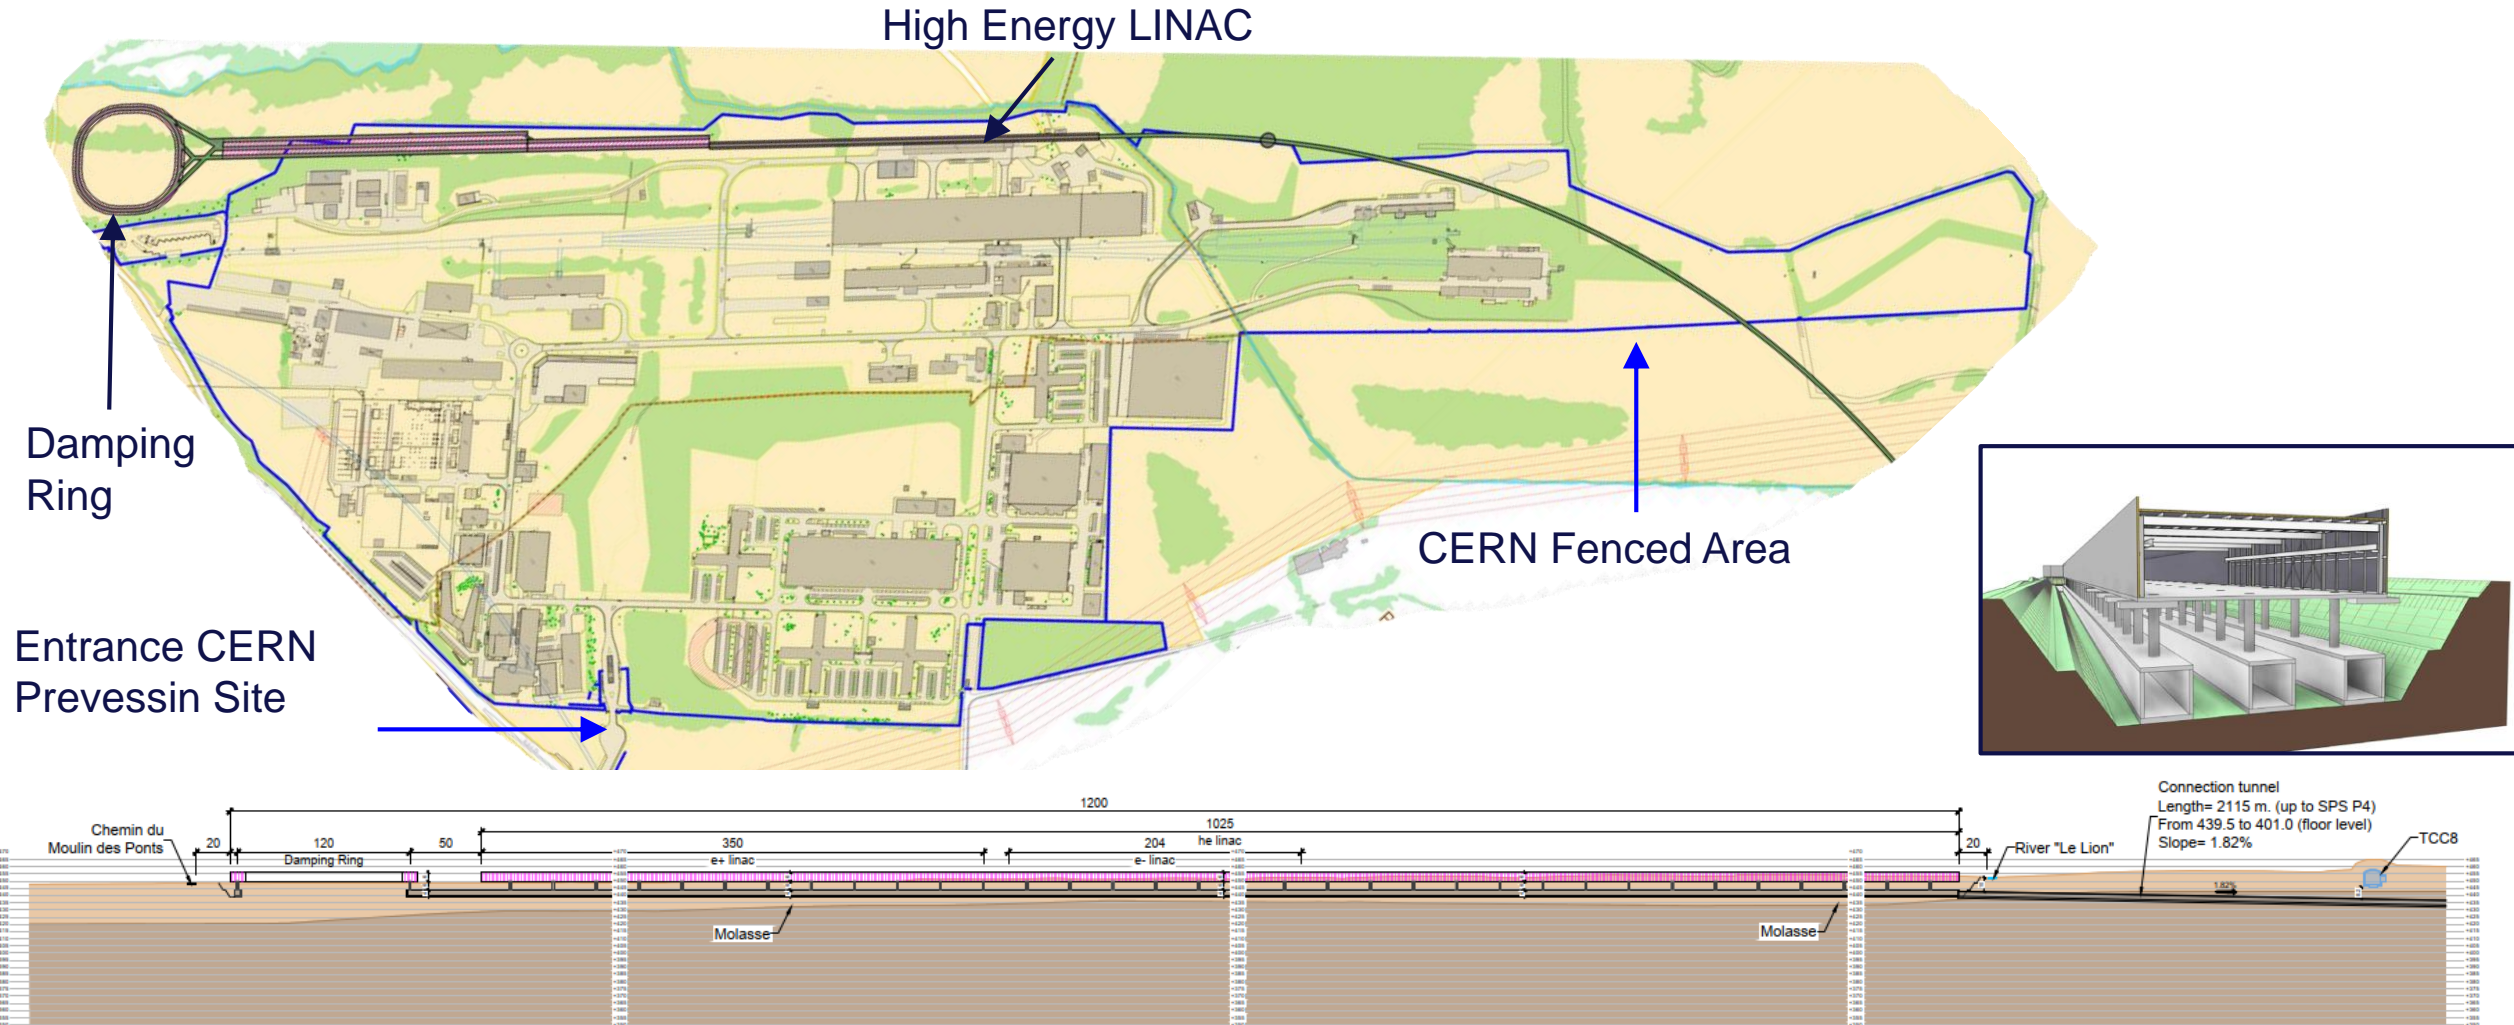 High Energy LINAC
Damping
Ring
CERN Fenced Area
Entrance CERN
Prevessin Site
Chemin du
Moulin des Ponts
20
120
50
1200
1025
350
204
he linac
20
Damping Ring
e+ linac
e- linac
Molasse
Molasse
River "Le Lion"
Connection tunnel
Length= 2115 m. (up to SPS P4)
From 439.5 to 401.0 (floor level)
Slope= 1.82%
TCC8
1.82%